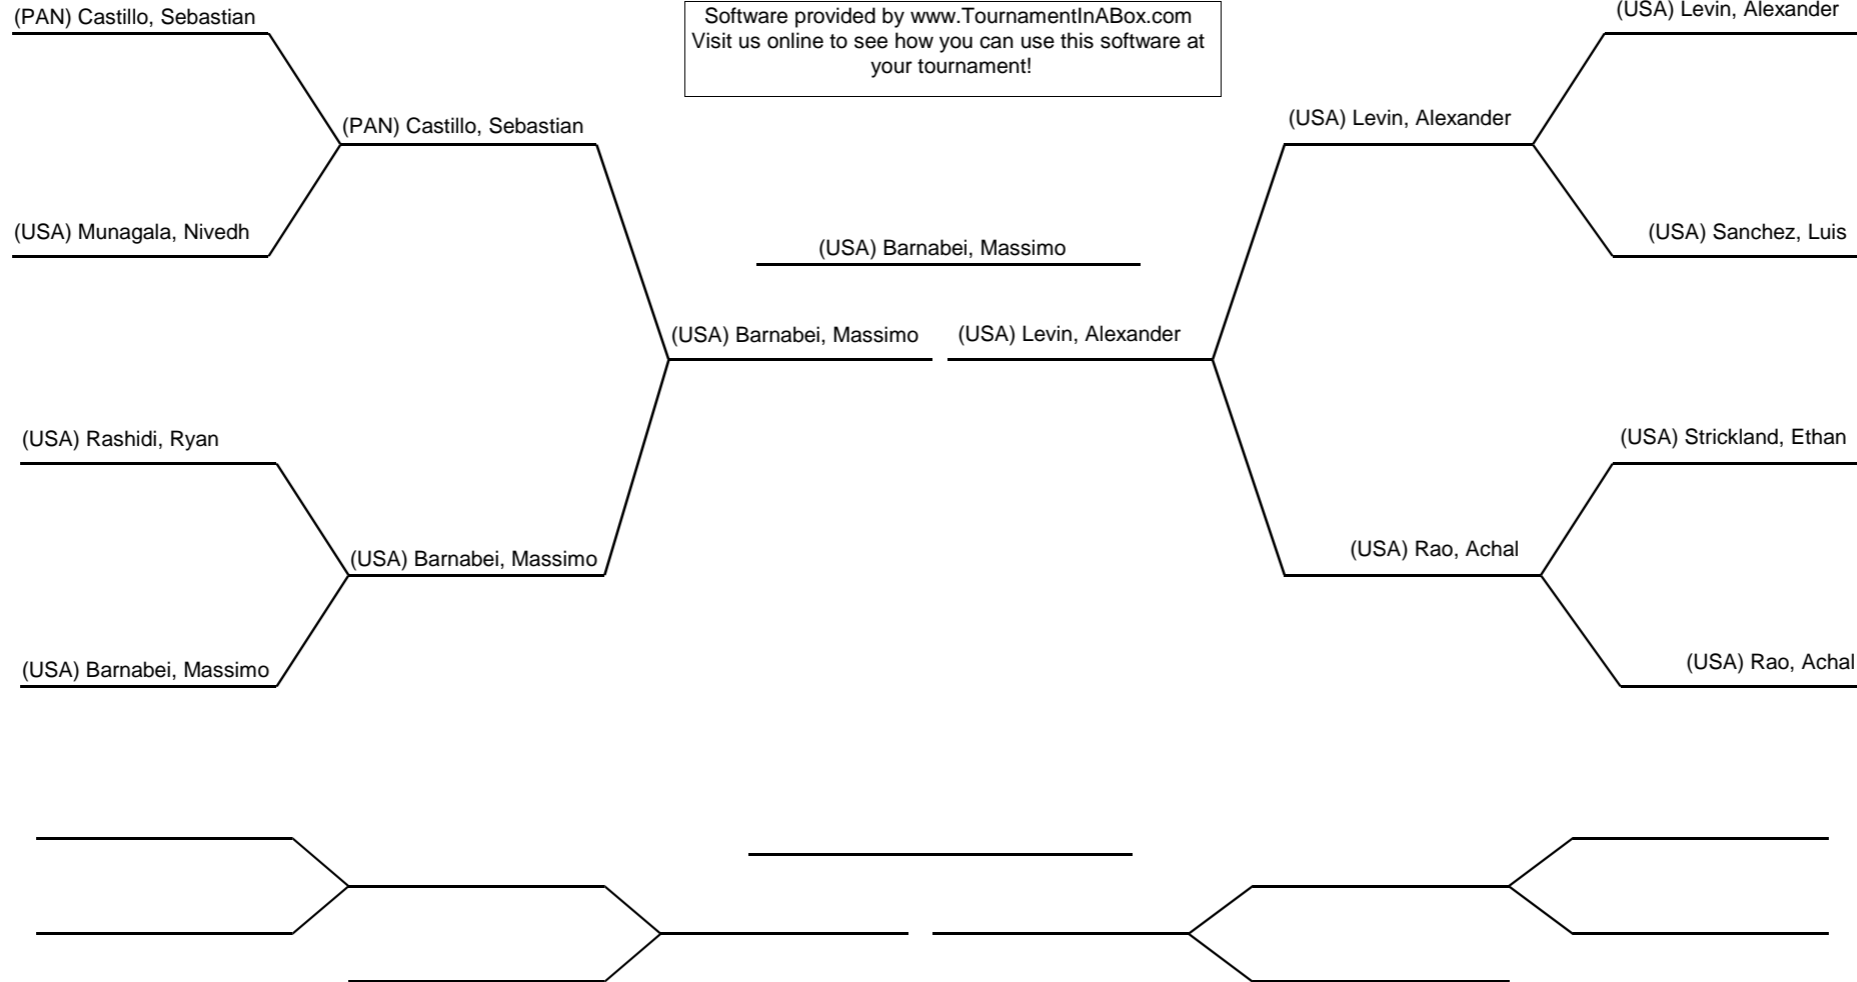 (PAN) Castillo, Sebastian
Software provided by www.TournamentInABox.com
Visit us online to see how you can use this software at
your tournament!
(USA) Levin, Alexander
(PAN) Castillo, Sebastian
(USA) Levin, Alexander
(USA) Munagala, Nivedh
(USA) Barnabei, Massimo
(USA) Sanchez, Luis
(USA) Barnabei, Massimo
(USA) Levin, Alexander
(USA) Rashidi, Ryan
(USA) Strickland, Ethan
(USA) Barnabei, Massimo
(USA) Rao, Achal
(USA) Barnabei, Massimo
(USA) Rao, Achal